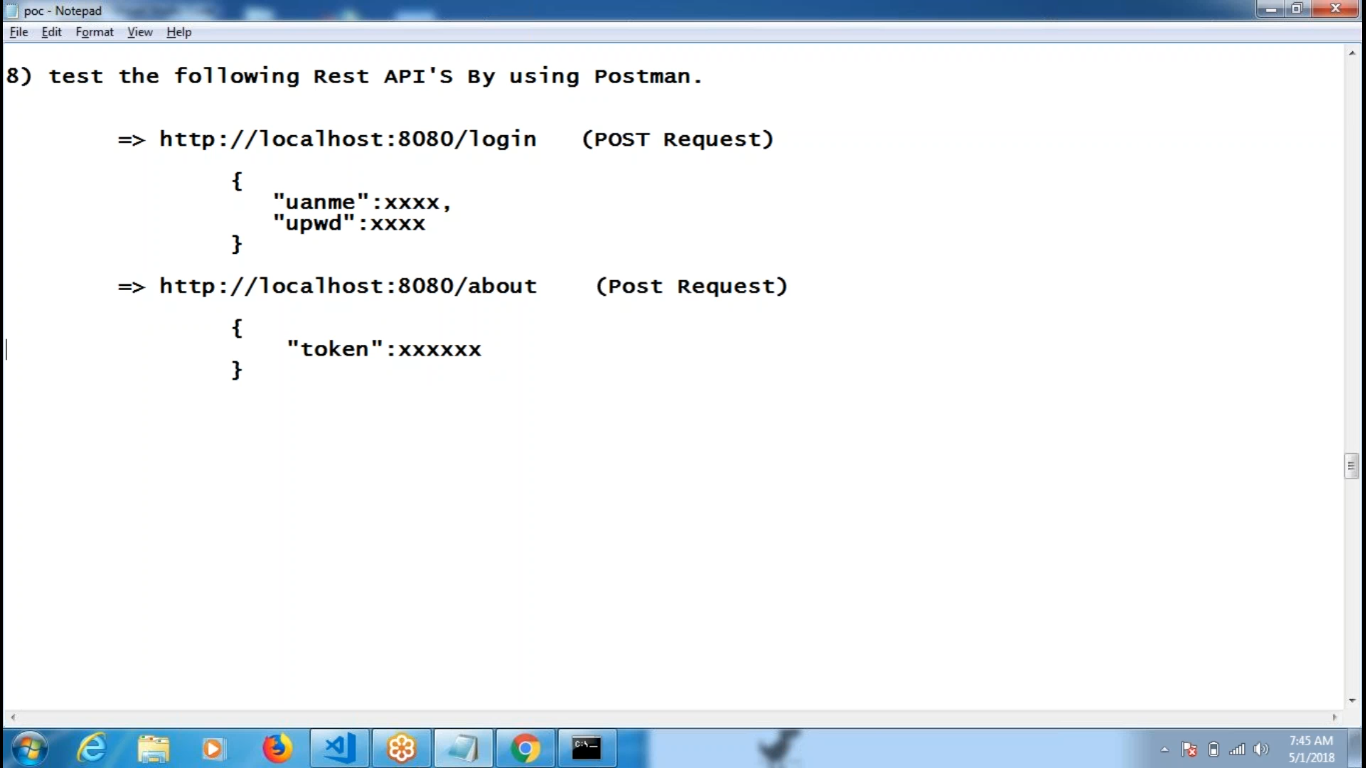 poc - Notepad
File Edit Format View Help
8) test the following Rest API'S By using Postman.
=> http://localhost:8080/login (POST Request)
{
"uanme":xxxx,
"upwd":xxxx
}
=> http://localhost:8080/about (Post Request)
{
"token":xxxxxx
}
7:45 AM
5/1/2018